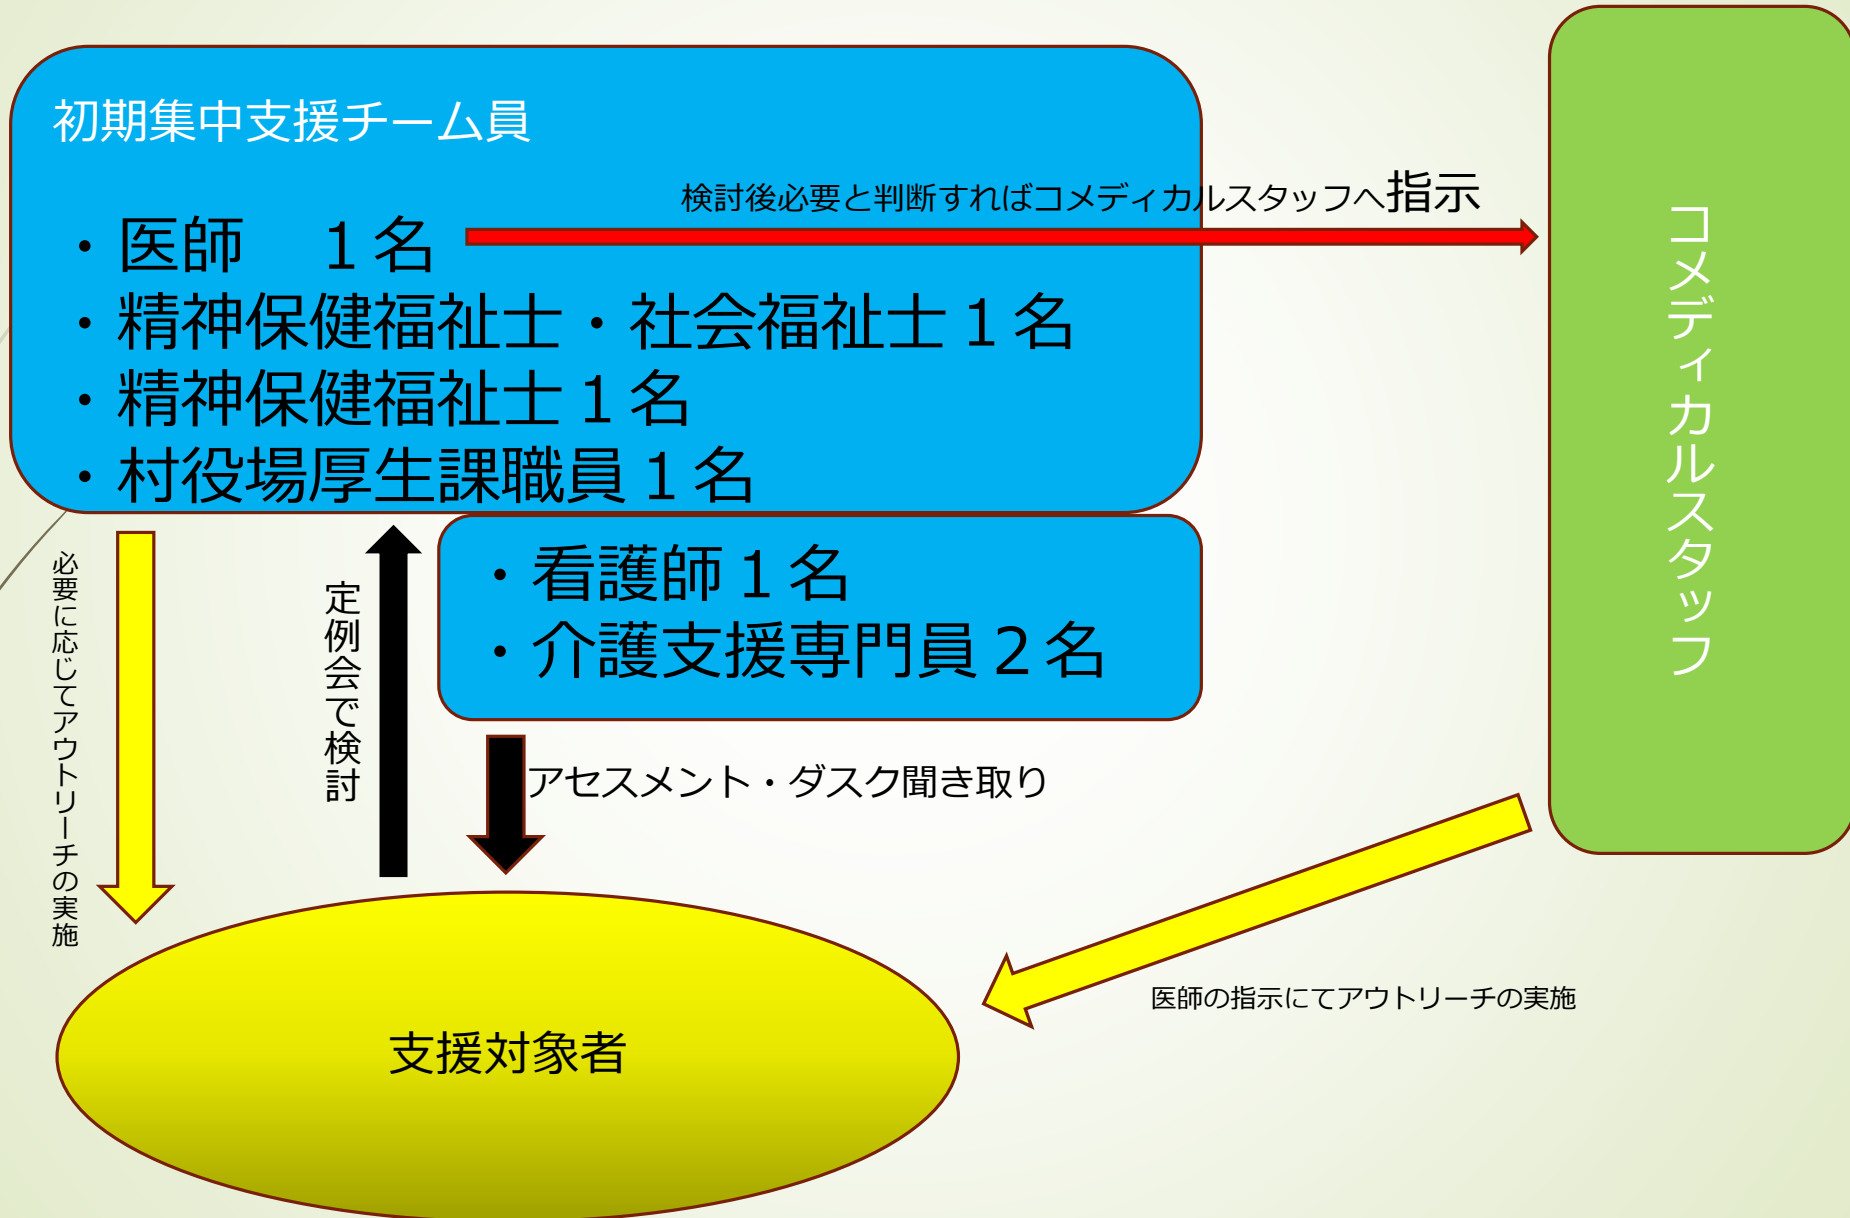 初期集中支援チーム員
検討後必要と判断すればコメディカルスタッフへ指示
・医師　１名
・精神保健福祉士・社会福祉士１名
・精神保健福祉士１名
・村役場厚生課職員１名
・看護師１名
・介護支援専門員２名
コメディカルスタッフ
必要に応じてアウトリーチの実施
定例会で検討
アセスメント・ダスク聞き取り
医師の指示にてアウトリーチの実施
支援対象者